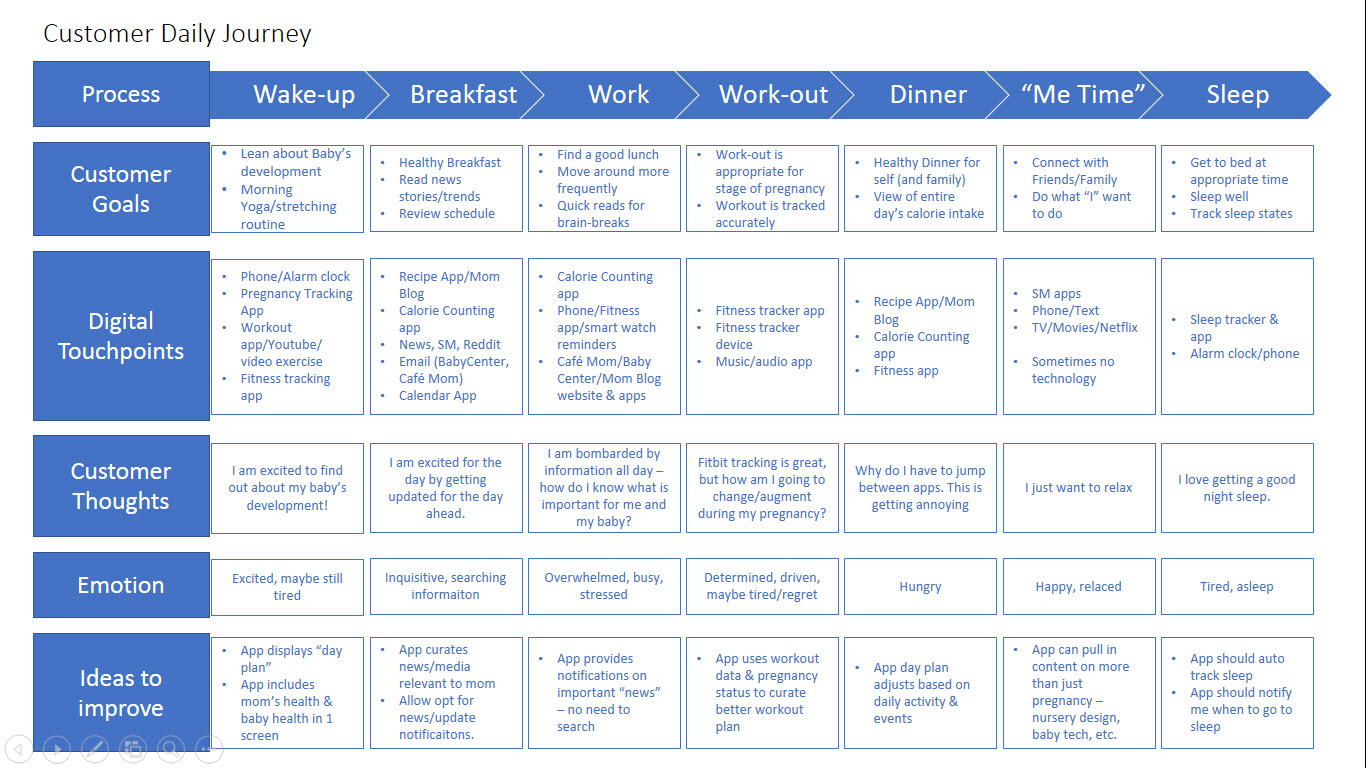 Customer Daily Journey
Process
Wake-up
Breakfast
Work
Work-out
Dinner
“Me Time”
Sleep
Customer
Goals
• Lean about Baby’s
development
• Morning
Yoga/stretching
routine
• Healthy Breakfast
• Read news
stories/trends
• Review schedule
• Find a good lunch
• Move around more
frequently
• Quick reads for
brain-breaks
• Work-out is
appropriate for
stage of pregnancy
• Workout is tracked
accurately
• Healthy Dinner for
self (and family)
• View of entire
day’s calorie intake
• Connect with
Friends/Family
• Do what “I” want
to do
• Get to bed at
appropriate time
• Sleep well
• Track sleep states
Digital
Touchpoints
• Phone/Alarm clock
• Pregnancy Tracking
App
• Workout
app/Youtube/
video exercise
• Fitness tracking
app
• Recipe App/Mom
Blog
• Calorie Counting
app
• News, SM, Reddit
• Email (BabyCenter,
Café Mom)
• Calendar App
• Calorie Counting
app
• Phone/Fitness
app/smart watch
reminders
• Café Mom/Baby
Center/Mom Blog
website & apps
• Fitness tracker app
• Fitness tracker
device
• Music/audio app
• Recipe App/Mom
Blog
• Calorie Counting
app
• Fitness app
• SM apps
• Phone/Text
• TV/Movies/Netflix
• Sometimes no
technology
• Sleep tracker &
app
• Alarm clock/phone
Customer
Thoughts
I am excited to find
out about my baby’s
development!
I am excited for the
day by getting
updated for the day
ahead.
I am bombarded by
information all day –
how do I know what is
important for me and
my baby?
Fitbit tracking is great,
but how am I going to
change/augment
during my pregnancy?
Why do I have to jump
between apps. This is
getting annoying
I just want to relax
I love getting a good
night sleep.
Emotion
Excited, maybe still
tired
Inquisitive, searching
informaiton
Overwhelmed, busy,
stressed
Determined, driven,
maybe tired/regret
Hungry
Happy, relaced
Tired, asleep
Ideas to
improve
• App displays “day
plan”
• App includes
mom’s health &
baby health in 1
screen
• App curates
news/media
relevant to mom
• Allow opt for
news/update
notificaitons.
• App provides
notifications on
important “news”
– no need to
search
• App uses workout
data & pregnancy
status to curate
better workout
plan
• App day plan
adjusts based on
daily activity &
events
• App can pull in
content on more
than just
pregnancy –
nursery design,
baby tech, etc.
• App should auto
track sleep
• App should notify
me when to go to
sleep